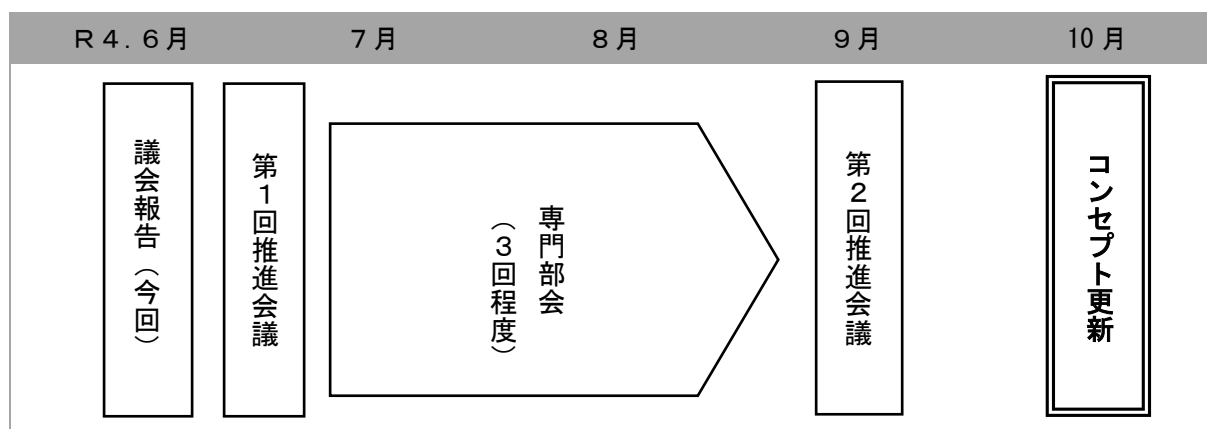 Ｒ４．６月 ７月 ８月 ９月 10月
議会報告（今回）
第１回推進会議
専門部会
（３回程度）
第２回推進会議
コンセプト更新